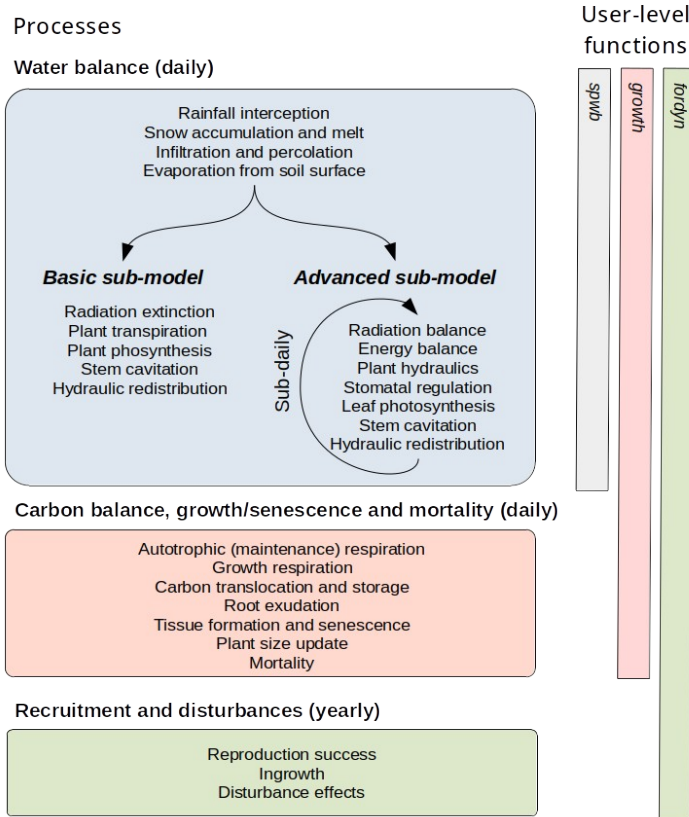 Processes
User-level
functions
Water balance (daily)
spwb
growth
fordyn
Rainfall interception
Snow accumulation and melt
Infiltration and percolation
Evaporation from soil surface
Basic sub-model
Radiation extinction
Plant transpiration
Plant phosynthesis
Stem cavitation
Hydraulic redistribution
Advanced sub-model
Sub-daily
Radiation balance
Energy balance
Plant hydraulics
Stomatal regulation
Leaf photosynthesis
Stem cavitation
Hydraulic redistribution
Carbon balance, growth/senescence and mortality (daily)
Autotrophic (maintenance) respiration
Growth respiration
Carbon translocation and storage
Root exudation
Tissue formation and senescence
Plant size update
Mortality
Recruitment and disturbances (yearly)
Reproduction success
Ingrowth
Disturbance effects